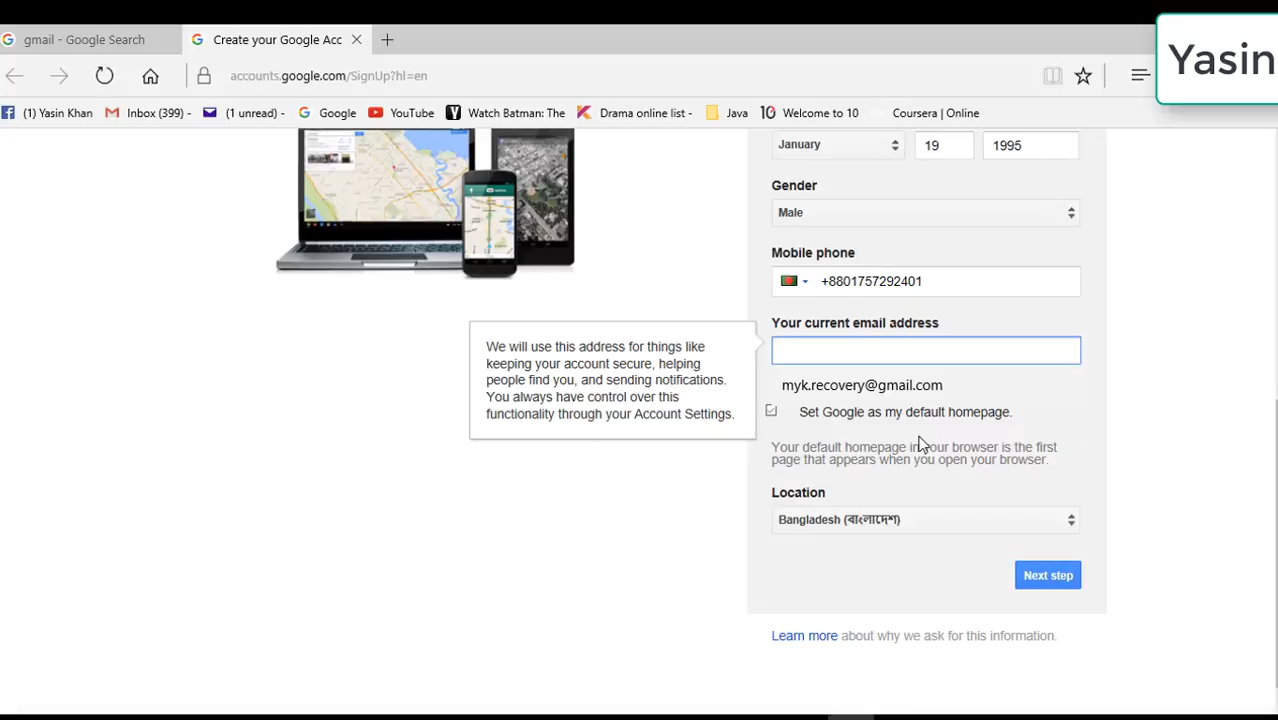 gmail - Google Search
Create your Google Acc
Yasin
accounts.google.com/SignUp?hl=en
(1) Yasin Khan
Inbox (399) -
(1 unread) -
Google
YouTube
Watch Batman: The
Drama online list -
Java
Welcome to 10
Coursera | Online
January
19
1995
Gender
Male
Mobile phone
+8801757292401
Your current email address
We will use this address for things like
keeping your account secure, helping
people find you, and sending notifications.
You always have control over this
functionality through your Account Settings.
myk.recovery@gmail.com
Set Google as my default homepage.
Your default homepage in your browser is the first
page that appears when you open your browser.
Location
Bangladesh (বাংলাদেশ)
Next step
Learn more about why we ask for this information.